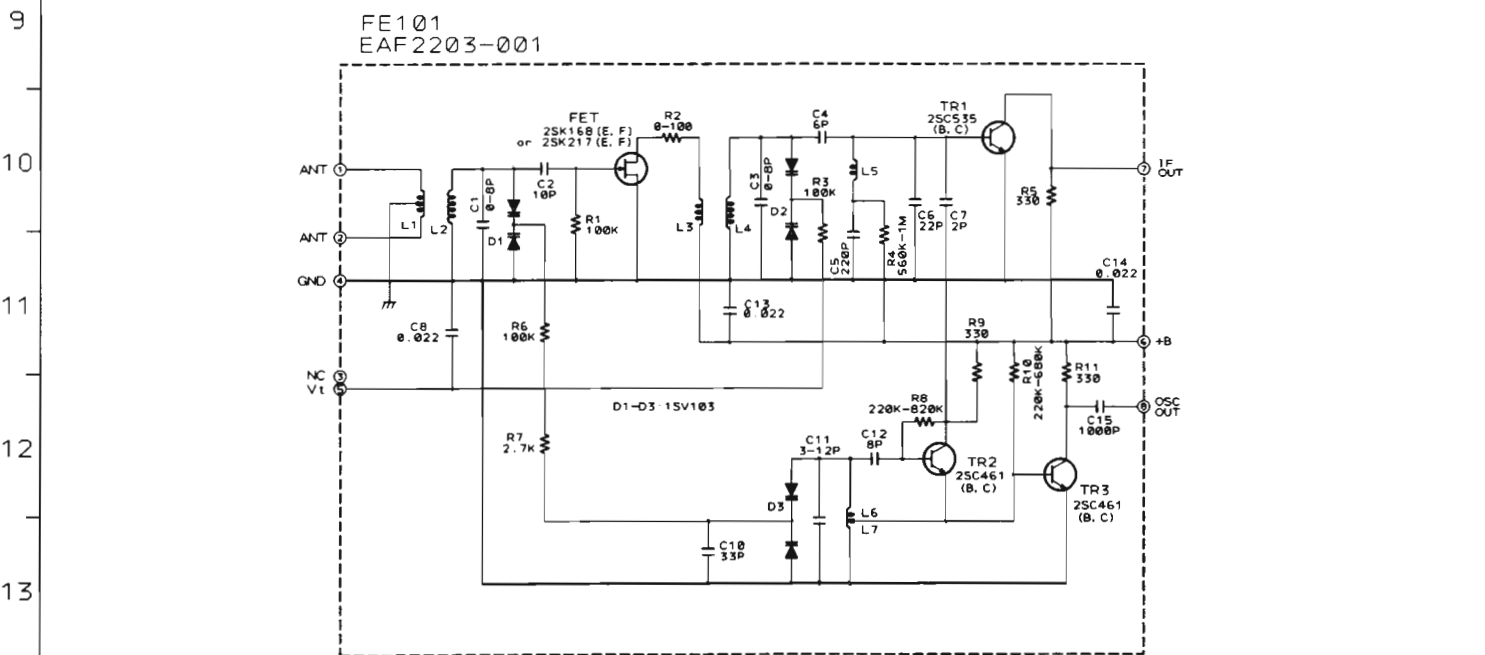 9
FE101
EAF2203-001
FET
2SK168(E, F)
or 2SK217(E, F)
R2
0-100
C4
6P
TR1
2SC535
(B, C)
10
ANT 1
7 IF
OUT
C1
0-8P
C2
10P
C3
0-8P
R3
100K
L5
R5
330
L1
L2
D1
R1
100K
L3
L4
D2
C5
220P
R4
560K-1M
C6
22P
C7
2P
ANT 2
GND 4
C14
0.022
11
C8
0.022
R6
100K
C13
0.022
R9
330
6 +B
NC 3
Vt 5
R10
220K-680K
R11
330
D1-D3:1SV103
R8
220K-820K
8 OSC
OUT
C15
1000P
12
R7
2.7K
C11
3-12P
C12
8P
TR2
2SC461
(B, C)
TR3
2SC461
(B, C)
D3
L6
L7
C10
33P
13